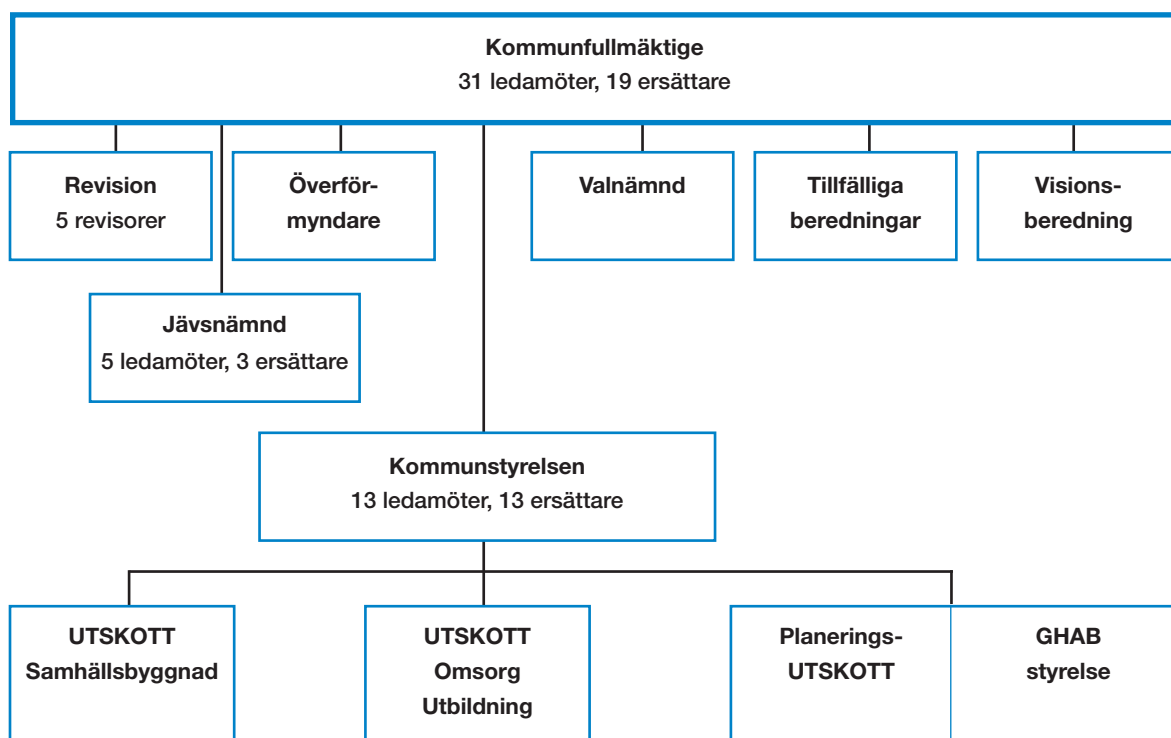 Kommunfullmäktige
31 ledamöter, 19 ersättare
Revision
5 revisorer
Överför-
myndare
Valnämnd
Tillfälliga
beredningar
Visions-
beredning
Jävsnämnd
5 ledamöter, 3 ersättare
Kommunstyrelsen
13 ledamöter, 13 ersättare
UTSKOTT
Samhällsbyggnad
UTSKOTT
Omsorg
Utbildning
Planerings-
UTSKOTT
GHAB
styrelse